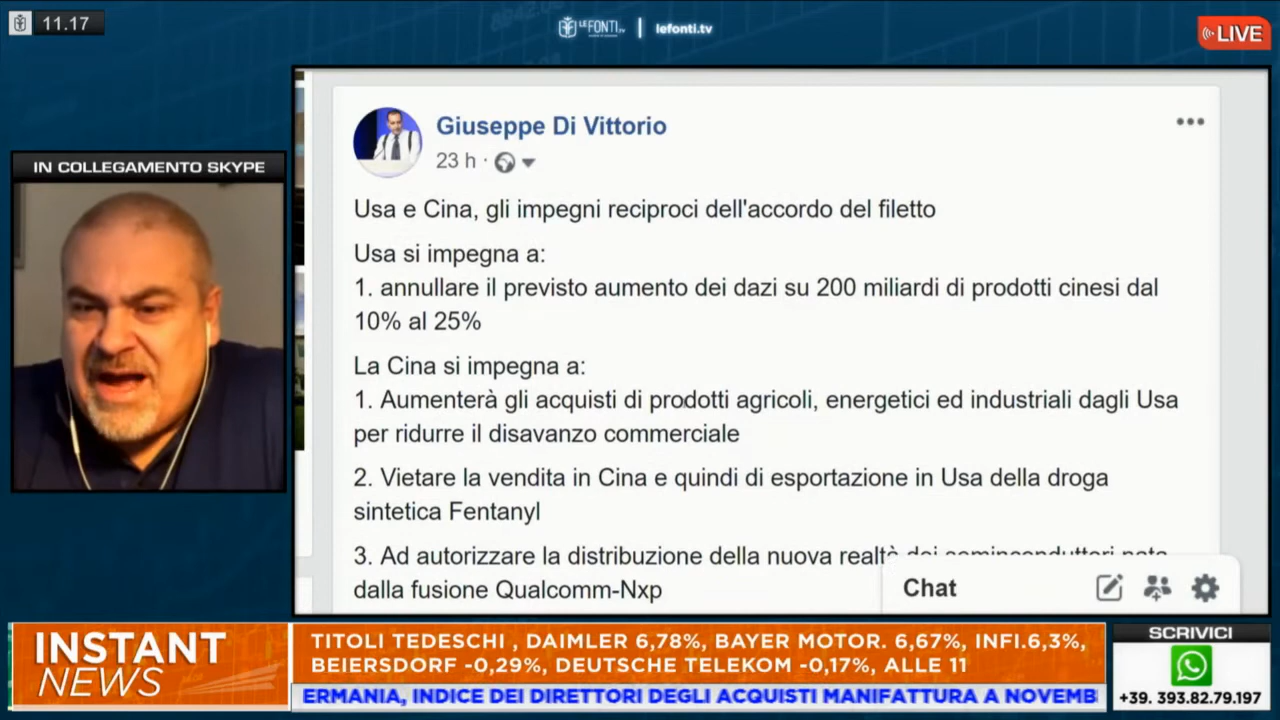 11.17
LE FONTI.TV
lefonti.tv
LIVE
IN COLLEGAMENTO SKYPE
Giuseppe Di Vittorio
23 h ·
Usa e Cina, gli impegni reciproci dell'accordo del filetto
Usa si impegna a:
1. annullare il previsto aumento dei dazi su 200 miliardi di prodotti cinesi dal
10% al 25%
La Cina si impegna a:
1. Aumenterà gli acquisti di prodotti agricoli, energetici ed industriali dagli Usa
per ridurre il disavanzo commerciale
2. Vietare la vendita in Cina e quindi di esportazione in Usa della droga
sintetica Fentanyl
3. Ad autorizzare la distribuzione della nuova realtà dei semiconduttori nata
dalla fusione Qualcomm-Nxp
Chat
INSTANT
NEWS
TITOLI TEDESCHI , DAIMLER 6,78%, BAYER MOTOR. 6,67%, INFI.6,3%,
BEIERSDORF -0,29%, DEUTSCHE TELEKOM -0,17%, ALLE 11
ERMANIA, INDICE DEI DIRETTORI DEGLI ACQUISTI MANIFATTURA A NOVEMB
SCRIVICI
+39. 393.82.79.197